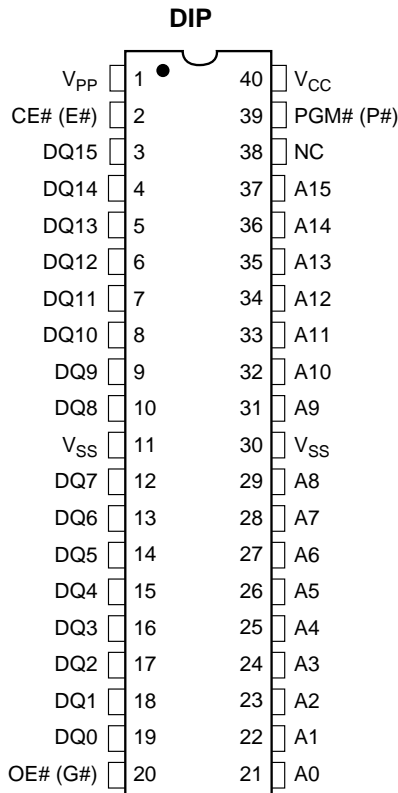 DIP
VPP 1 40 VCC
CE# (E#) 2 39 PGM# (P#)
DQ15 3 38 NC
DQ14 4 37 A15
DQ13 5 36 A14
DQ12 6 35 A13
DQ11 7 34 A12
DQ10 8 33 A11
DQ9 9 32 A10
DQ8 10 31 A9
VSS 11 30 VSS
DQ7 12 29 A8
DQ6 13 28 A7
DQ5 14 27 A6
DQ4 15 26 A5
DQ3 16 25 A4
DQ2 17 24 A3
DQ1 18 23 A2
DQ0 19 22 A1
OE# (G#) 20 21 A0